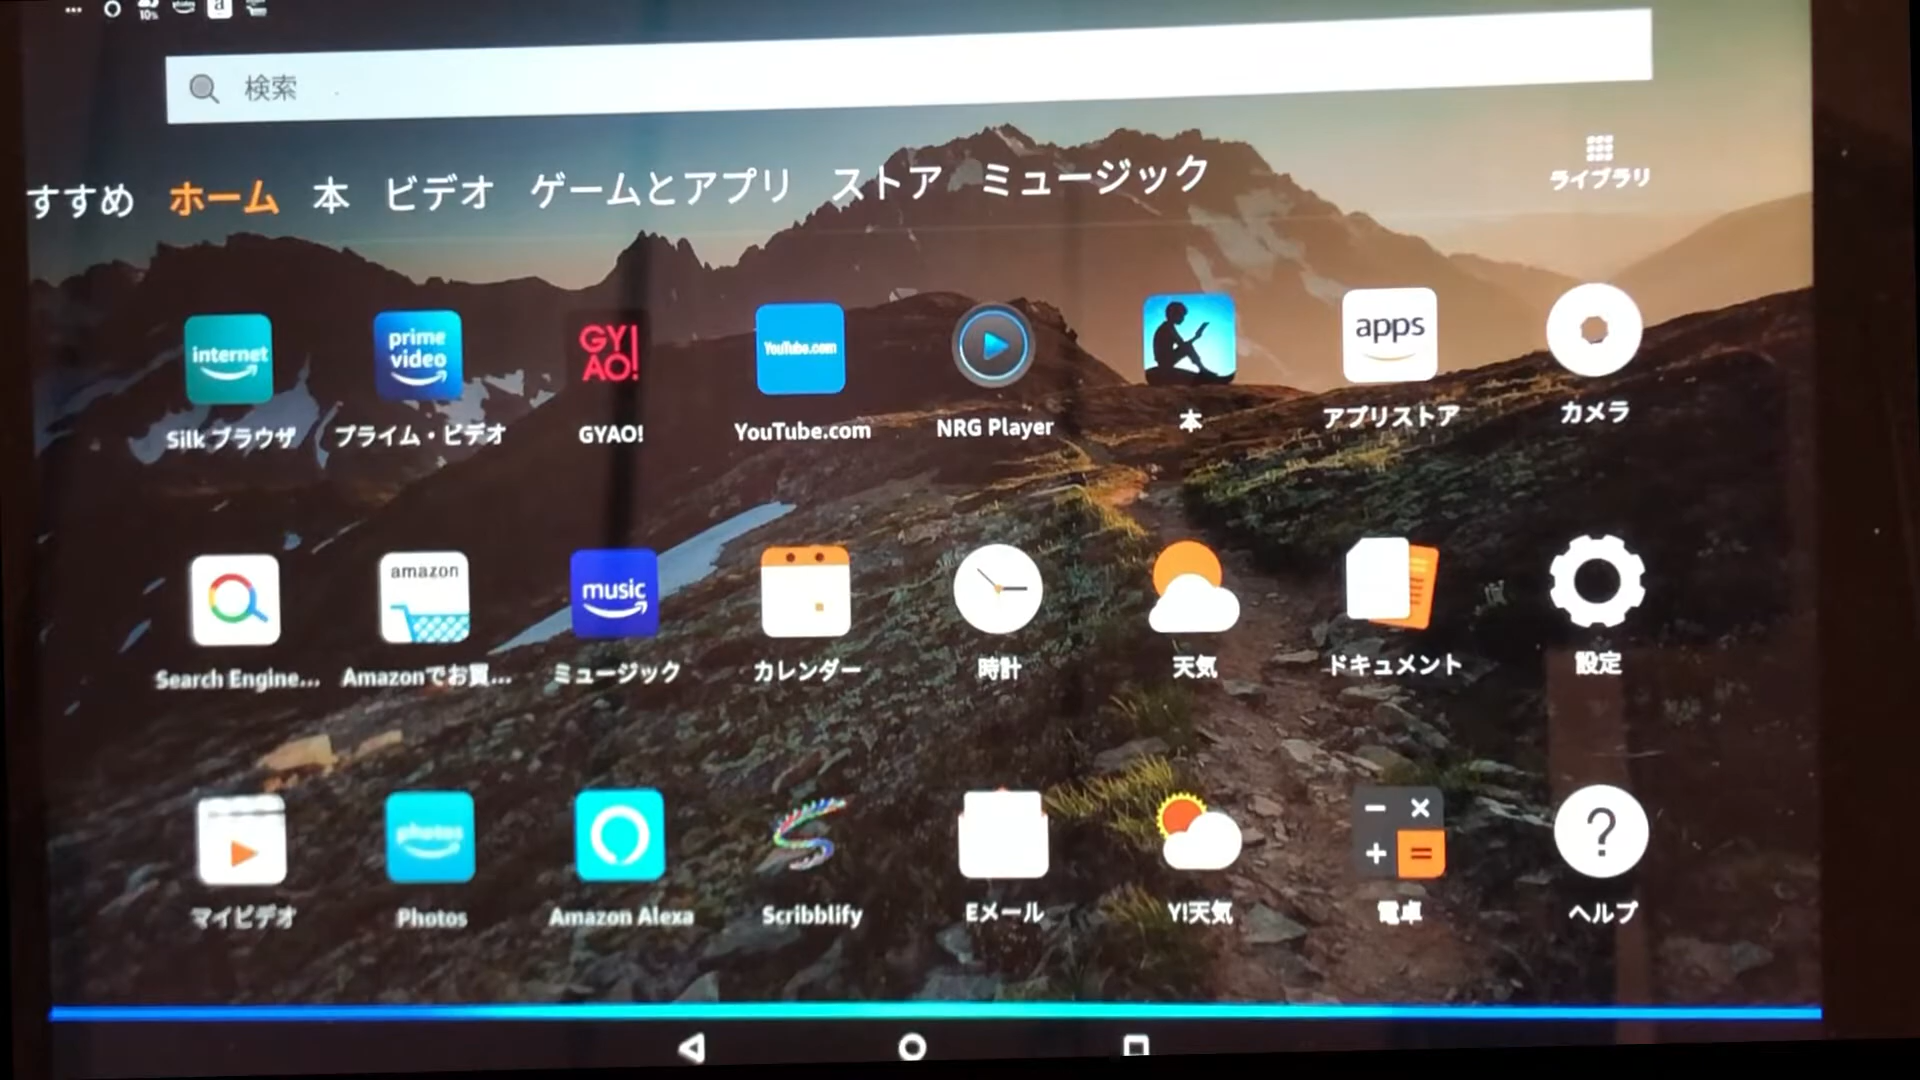 10%
検索
すすめ ホーム 本 ビデオ ゲームとアプリ ストア ミュージック
ライブラリ
internet
prime video
GYAO!
YouTube.com
apps
Silk ブラウザ
プライム・ビデオ
GYAO!
YouTube.com
NRG Player
本
アプリストア
カメラ
amazon
music
Search Engine...
Amazonでお買...
ミュージック
カレンダー
時計
天気
ドキュメント
設定
photos
− ×
+ =
?
マイビデオ
Photos
Amazon Alexa
Scribblify
Eメール
Y!天気
電卓
ヘルプ